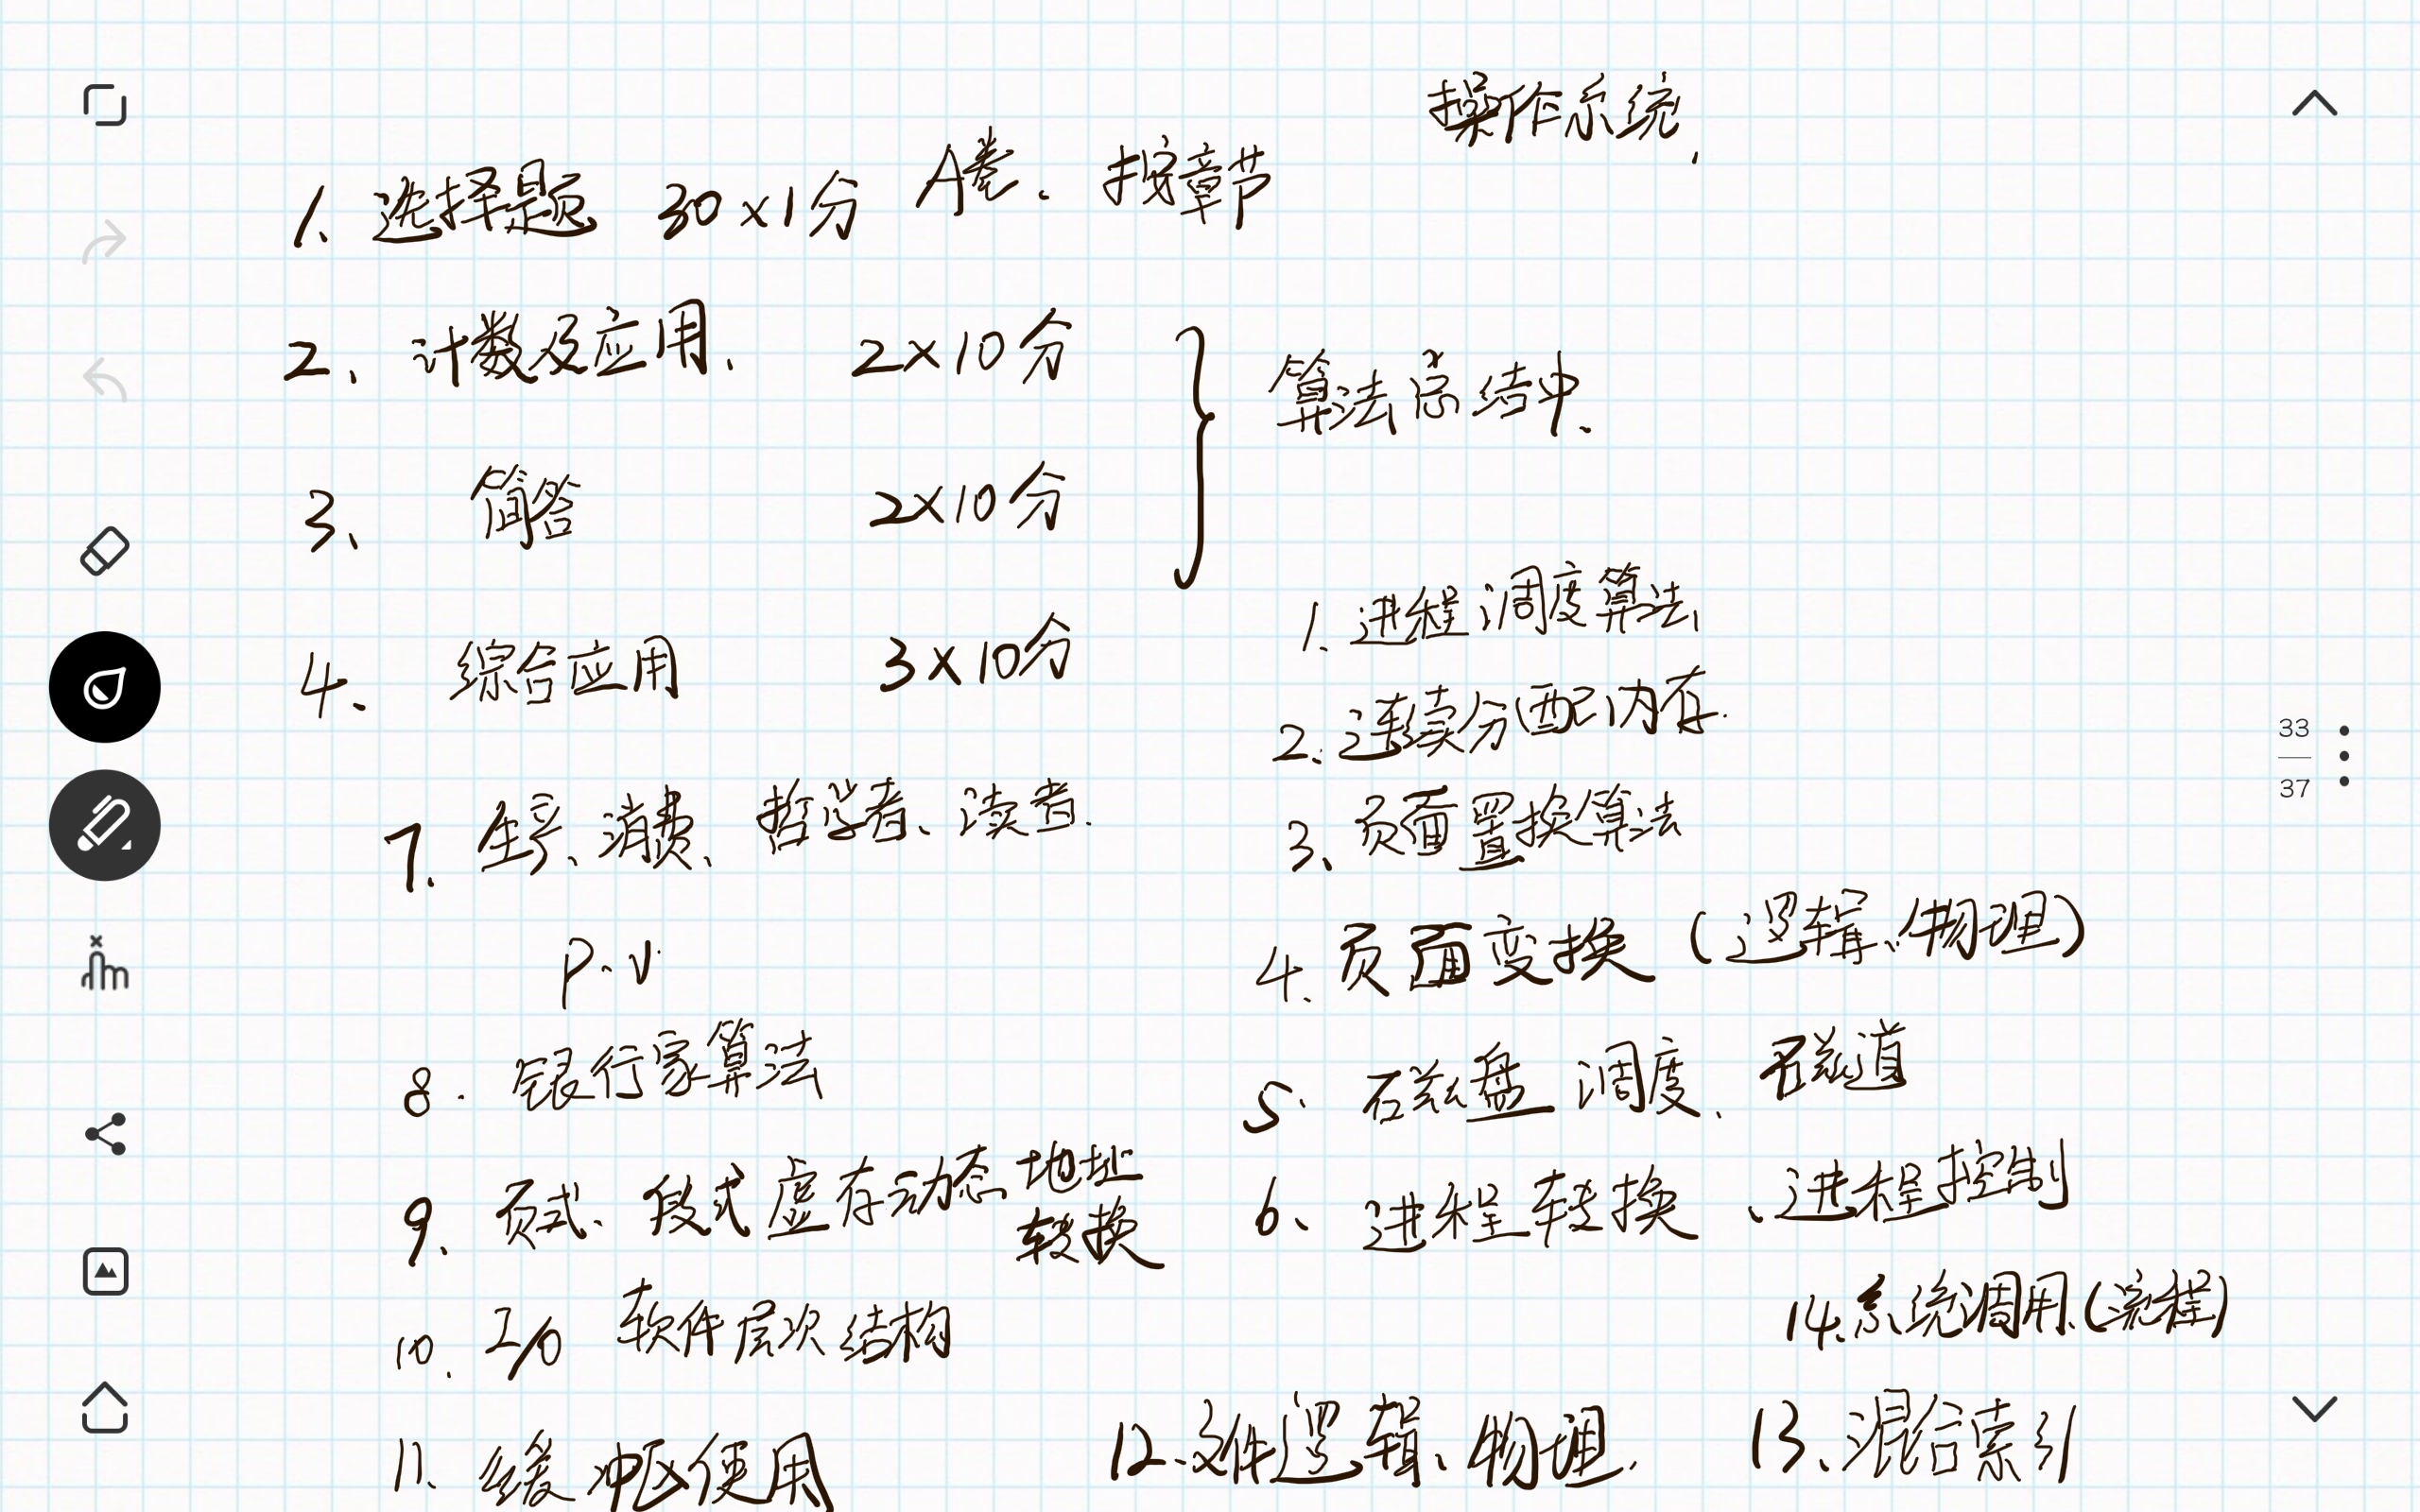 操作系统,
1、选择题 30×1分 A卷、按章节
2、计数及应用、 2×10分
算法总结中、
3、 简答 2×10分
4、 综合应用 3×10分
1、进程调度算法
2、连续分配内存.
3、页面置换算法
4、页面变换(逻辑、物理)
5、磁盘调度、磁道
6、进程转换、进程控制
7、生产、消费、哲学者、读者.
P、V.
8. 银行家算法
9、页式、段式虚存动态地址
转换
10. I/O 软件层次结构
11、缓冲区使用
12、文件逻辑、物理.
13、混合索引
14.系统调用(流程)
33
37